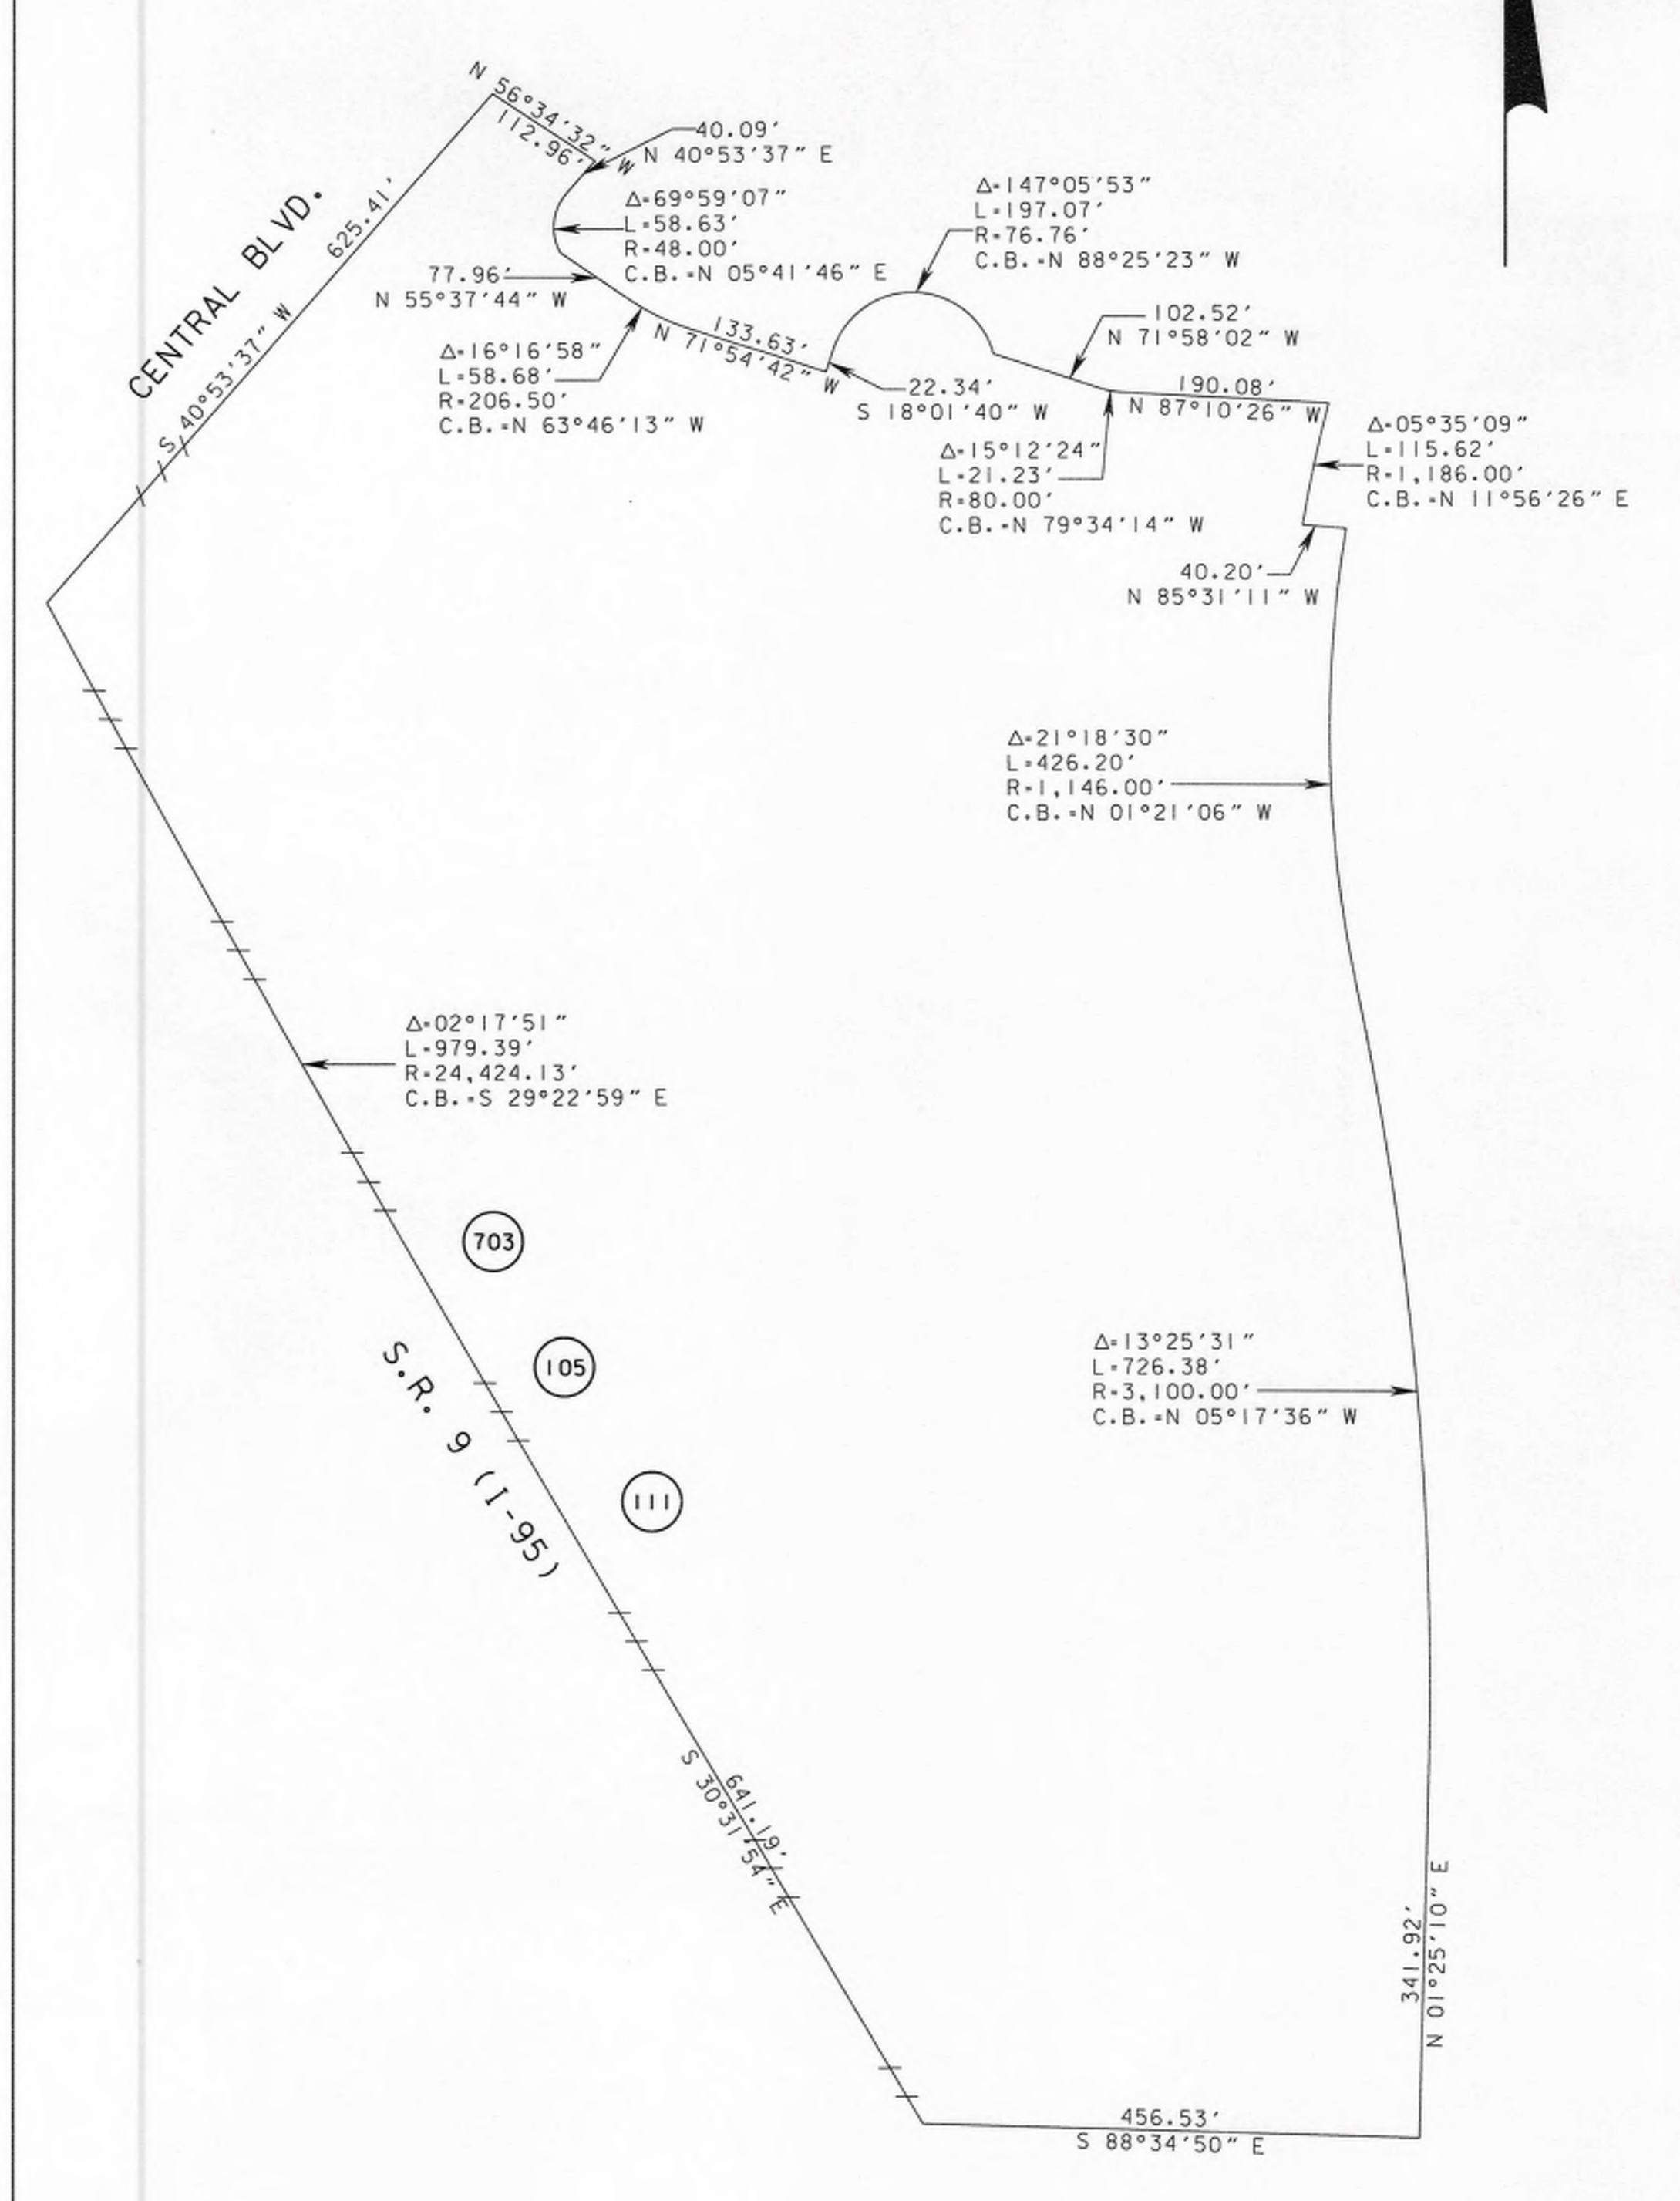 N 56°34'32" W
112.96'
40.09'
N 40°53'37" E
CENTRAL BLVD.
625.41'
S 40°53'37" W
Δ=69°59'07"
L=58.63'
R=48.00'
C.B.=N 05°41'46" E
Δ=147°05'53"
L=197.07'
R=76.76'
C.B.=N 88°25'23" W
77.96'
N 55°37'44" W
133.63'
N 71°54'42" W
102.52'
N 71°58'02" W
Δ=16°16'58"
L=58.68'
R=206.50'
C.B.=N 63°46'13" W
22.34'
S 18°01'40" W
190.08'
N 87°10'26" W
Δ=15°12'24"
L=21.23'
R=80.00'
C.B.=N 79°34'14" W
Δ=05°35'09"
L=115.62'
R=1,186.00'
C.B.=N 11°56'26" E
40.20'
N 85°31'11" W
Δ=21°18'30"
L=426.20'
R=1,146.00'
C.B.=N 01°21'06" W
Δ=02°17'51"
L=979.39'
R=24,424.13'
C.B.=S 29°22'59" E
703
105
111
S.R. 9 (I-95)
Δ=13°25'31"
L=726.38'
R=3,100.00'
C.B.=N 05°17'36" W
641.19'
S 30°31'54" E
341.92'
N 01°25'10" E
456.53'
S 88°34'50" E